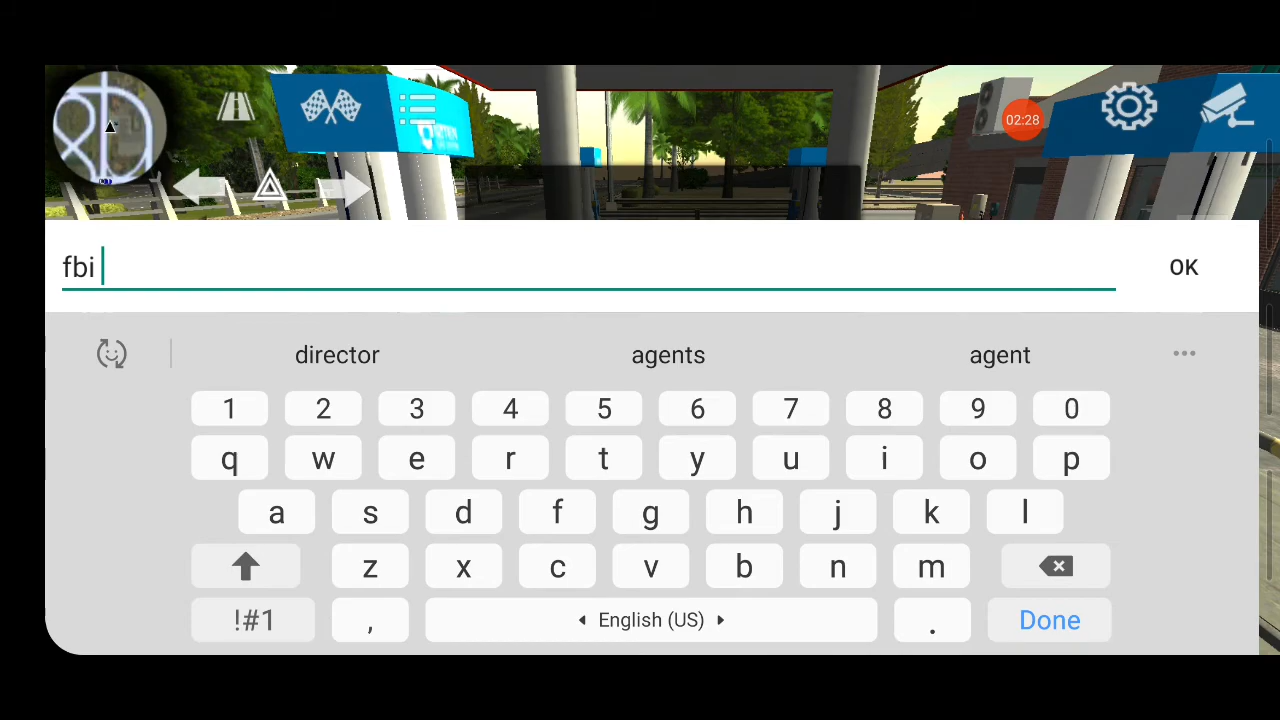 02:28
fbi
OK
director agents agent
1 2 3 4 5 6 7 8 9 0
q w e r t y u i o p
a s d f g h j k l
z x c v b n m
!#1 , English (US) . Done